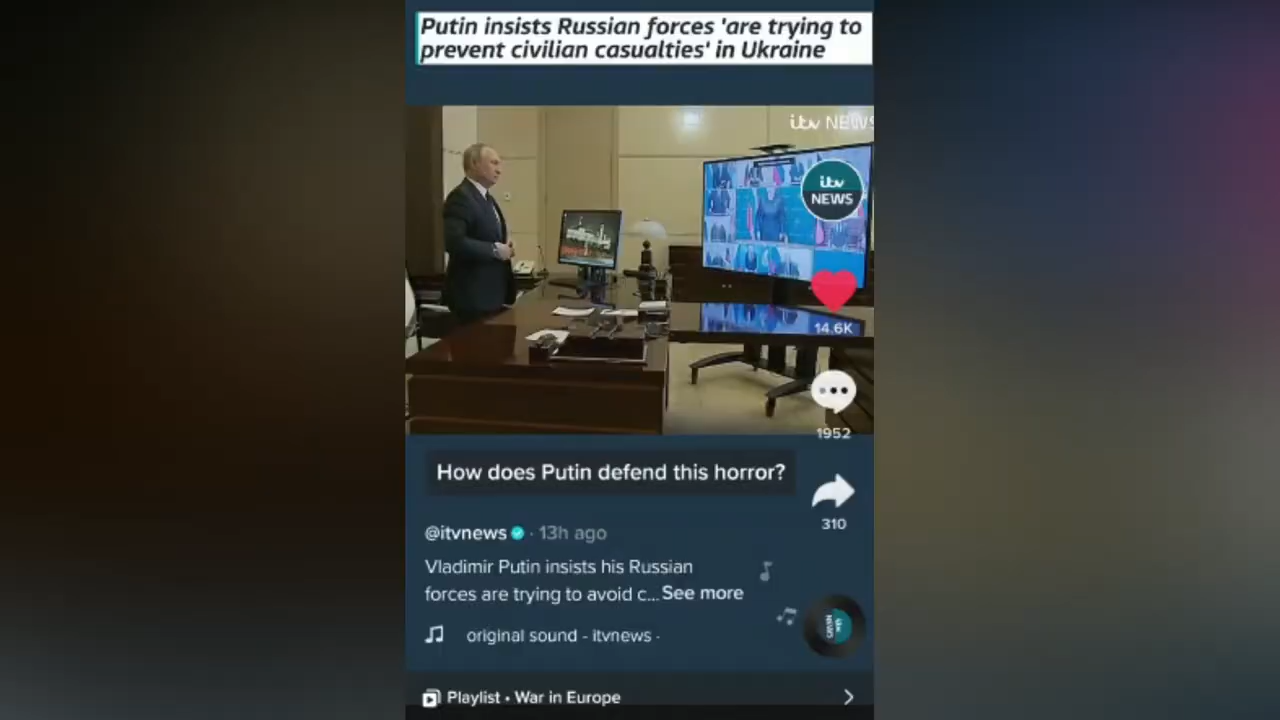 Putin insists Russian forces 'are trying to
prevent civilian casualties' in Ukraine
itv NEWS
itv
NEWS
14.6K
1952
How does Putin defend this horror?
310
@itvnews · 13h ago
Vladimir Putin insists his Russian
forces are trying to avoid c... See more
original sound - itvnews ·
itv
NEWS
Playlist • War in Europe